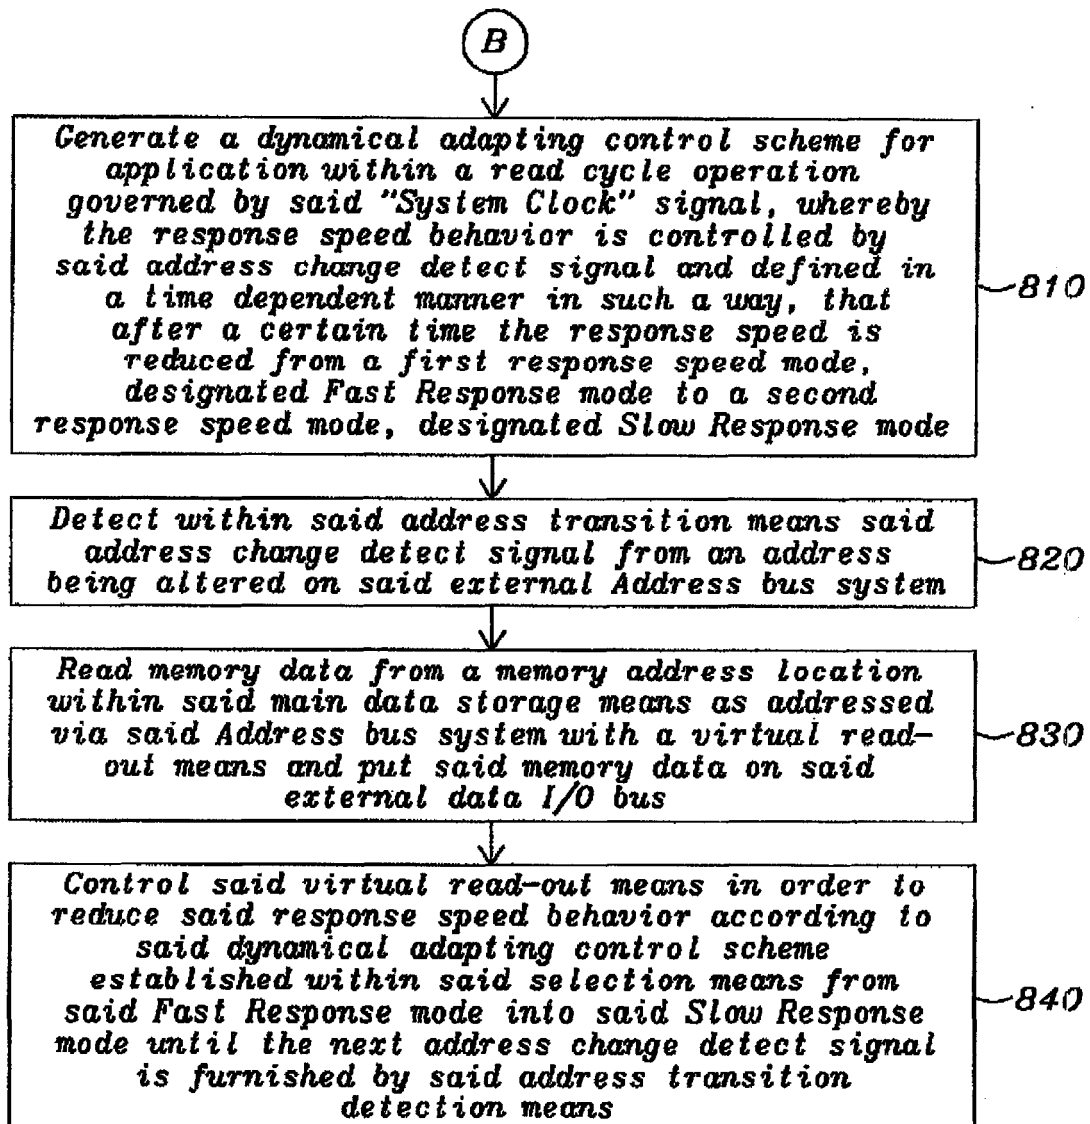 B
Generate a dynamical adapting control scheme for
application within a read cycle operation
governed by said "System Clock" signal, whereby
the response speed behavior is controlled by
said address change detect signal and defined in
a time dependent manner in such a way, that
after a certain time the response speed is
reduced from a first response speed mode,
designated Fast Response mode to a second
response speed mode, designated Slow Response mode
810
Detect within said address transition means said
address change detect signal from an address
being altered on said external Address bus system
820
Read memory data from a memory address location
within said main data storage means as addressed
via said Address bus system with a virtual read-
out means and put said memory data on said
external data I/O bus
830
Control said virtual read-out means in order to
reduce said response speed behavior according to
said dynamical adapting control scheme
established within said selection means from
said Fast Response mode into said Slow Response
mode until the next address change detect signal
is furnished by said address transition
detection means
840